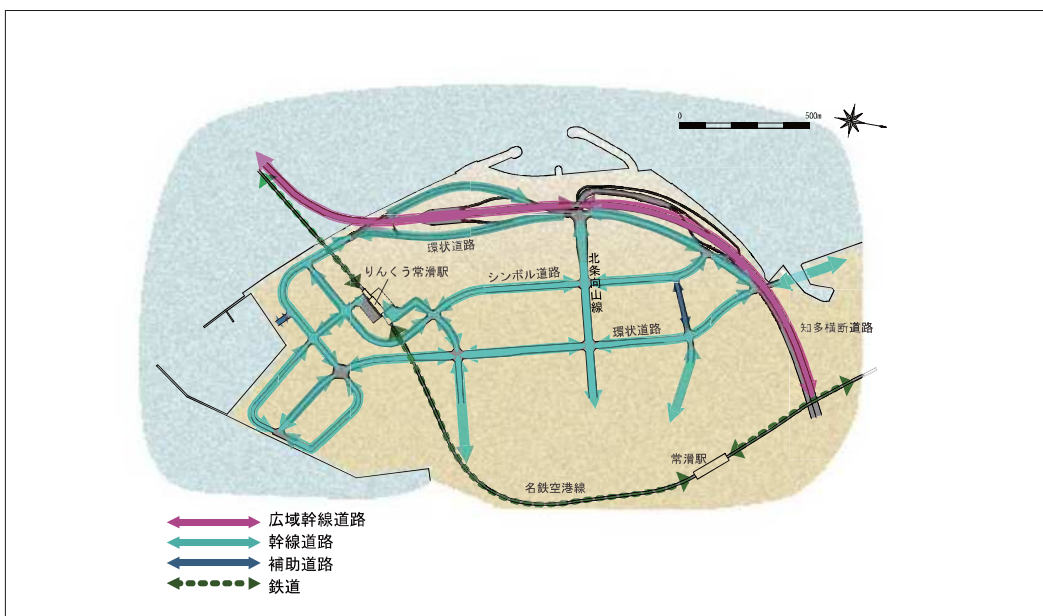 0 500m
環状道路
りんくう常滑駅
シンボル道路
北条向山線
環状道路
知多横断道路
常滑駅
名鉄空港線
広域幹線道路
幹線道路
補助道路
鉄道